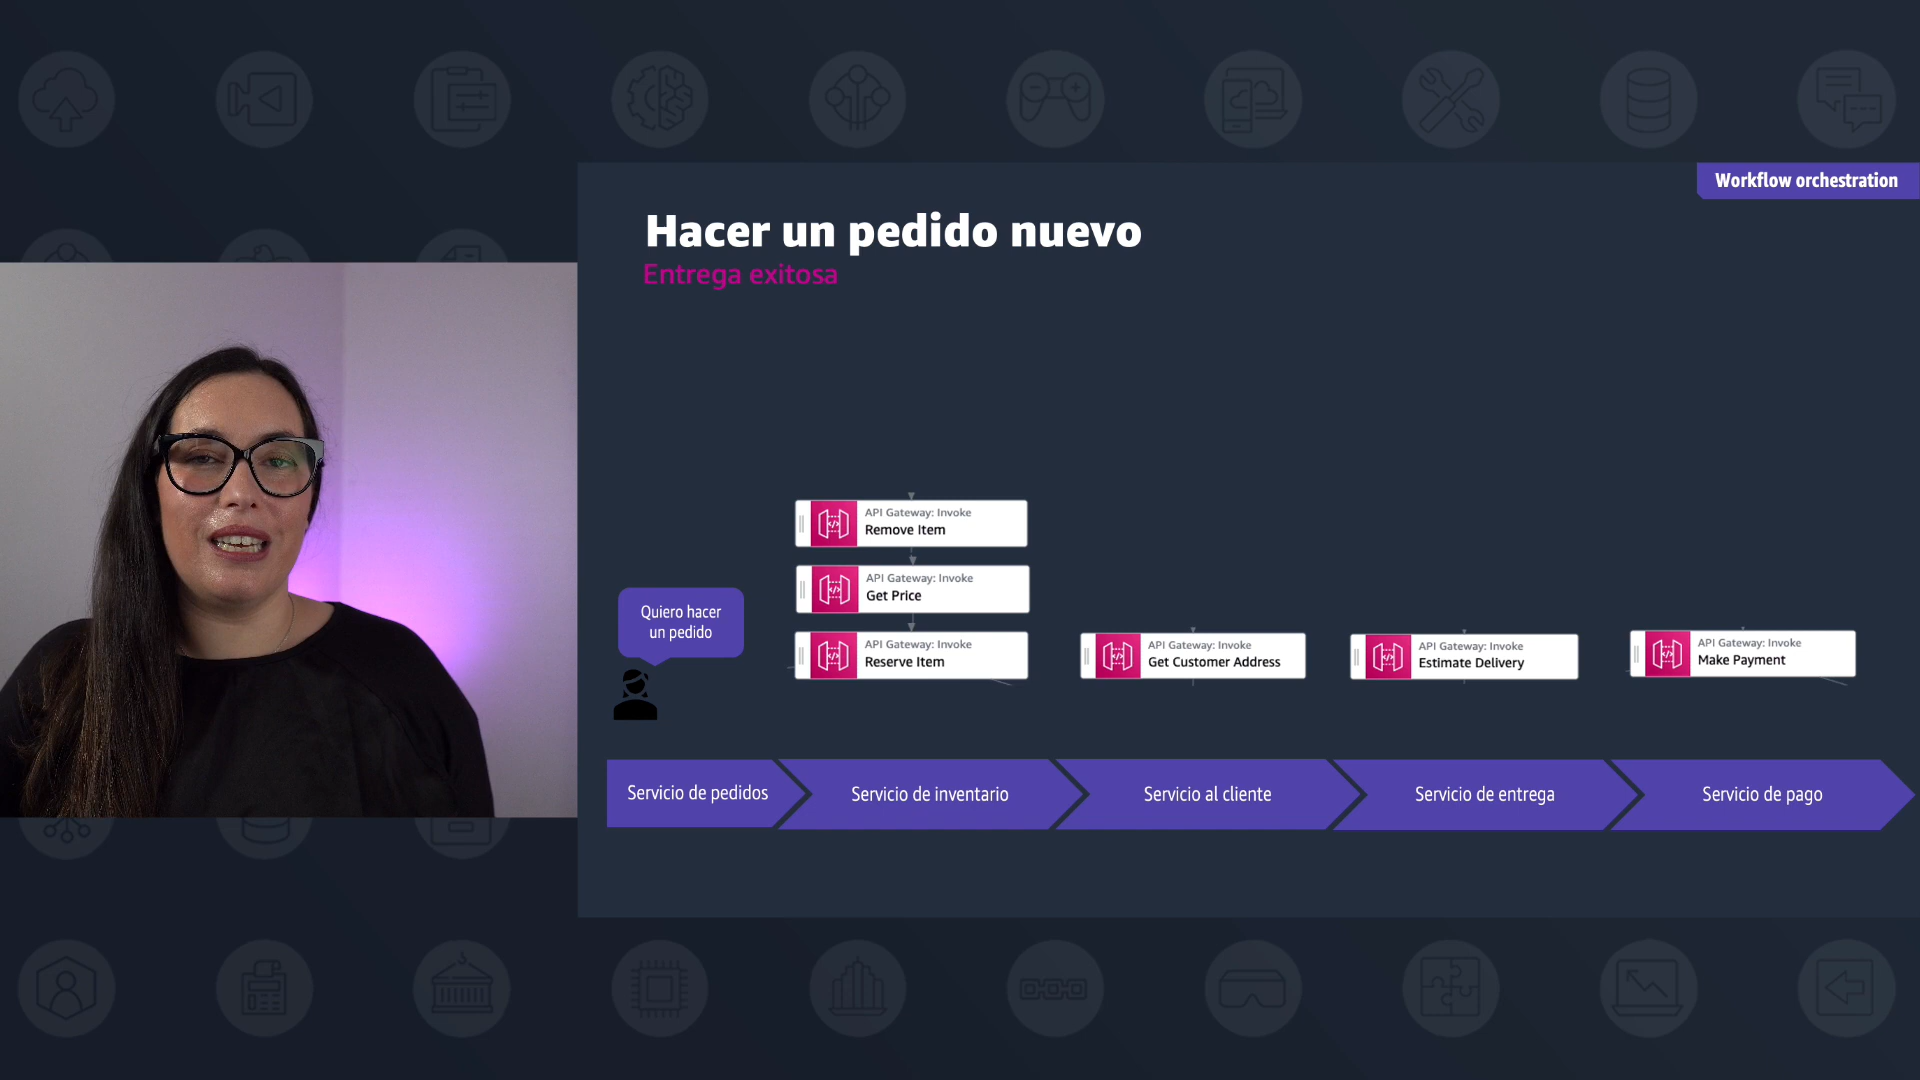 Workflow orchestration
Hacer un pedido nuevo
Entrega exitosa
API Gateway: Invoke
Remove Item
API Gateway: Invoke
Get Price
Quiero hacer
un pedido
API Gateway: Invoke
Reserve Item
API Gateway: Invoke
Get Customer Address
API Gateway: Invoke
Estimate Delivery
API Gateway: Invoke
Make Payment
Servicio de pedidos
Servicio de inventario
Servicio al cliente
Servicio de entrega
Servicio de pago